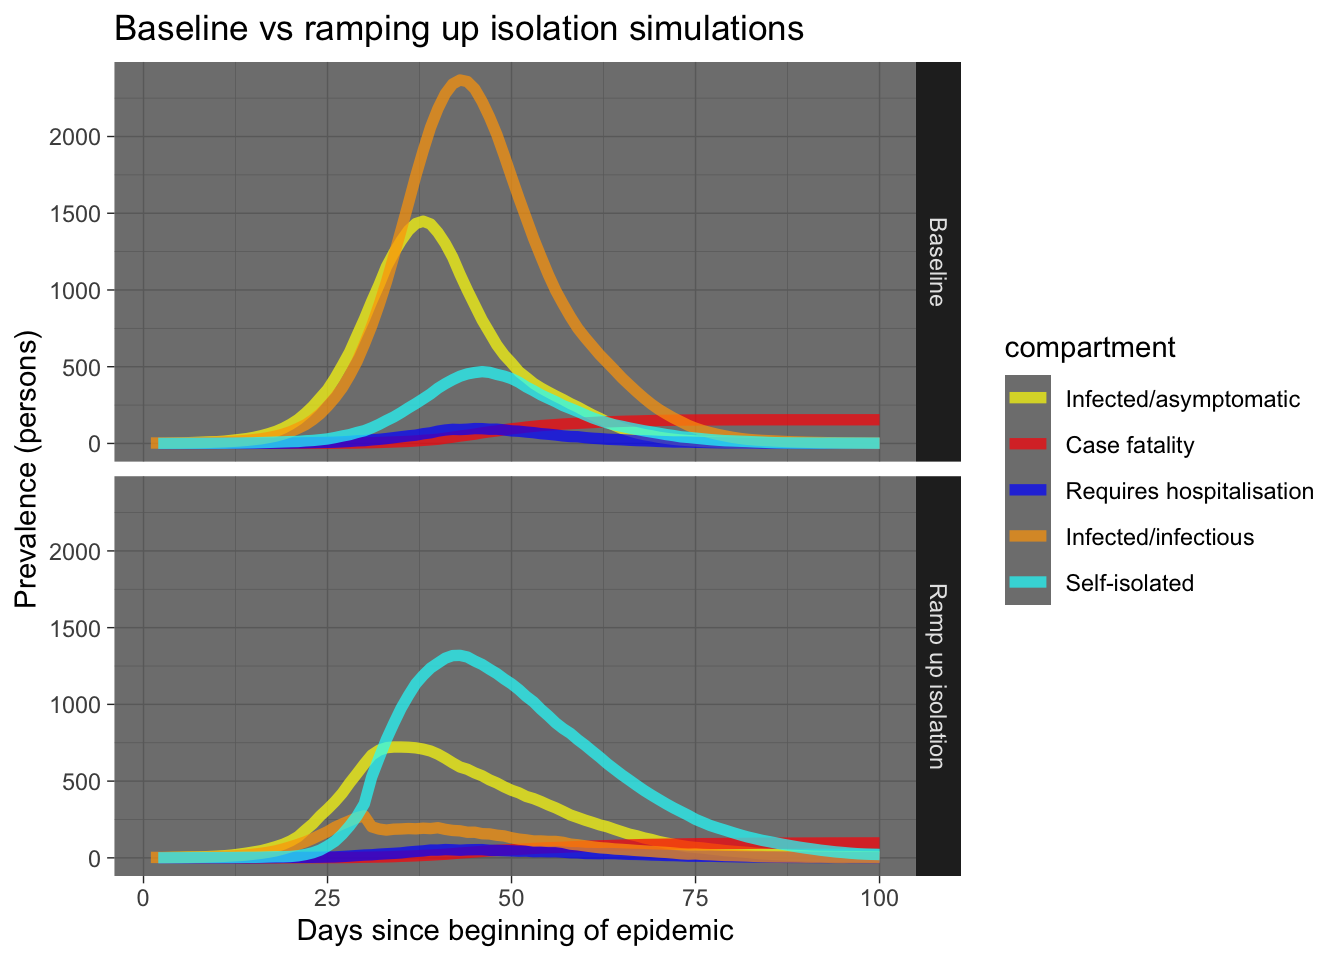 Baseline vs ramping up isolation simulations
Prevalence (persons)
2000
1500
1000
500
0
Baseline
2000
1500
1000
500
0
Ramp up isolation
0 25 50 75 100
Days since beginning of epidemic
compartment
Infected/asymptomatic
Case fatality
Requires hospitalisation
Infected/infectious
Self-isolated